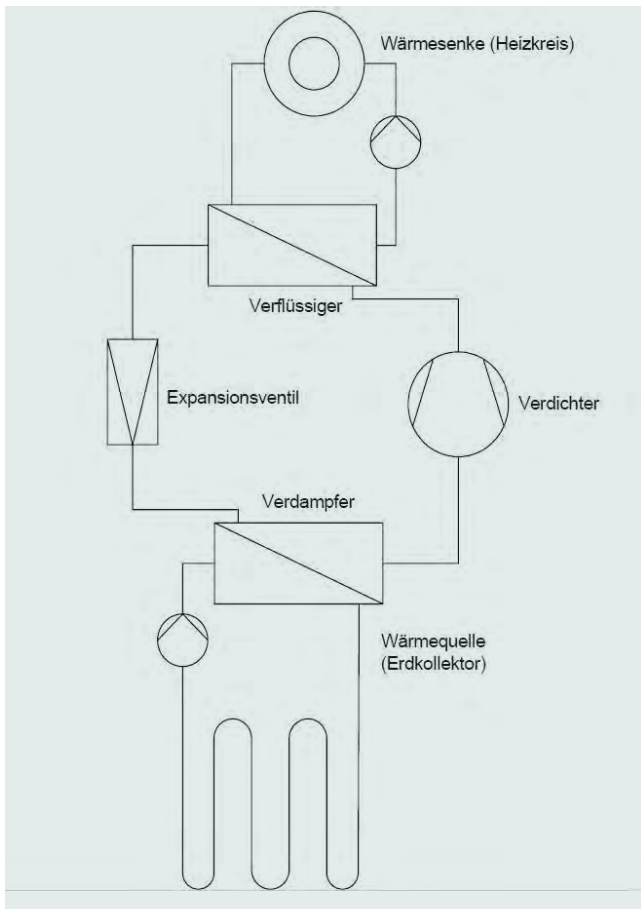 Wärmesenke (Heizkreis)
Verflüssiger
Expansionsventil
Verdichter
Verdampfer
Wärmequelle
(Erdkollektor)